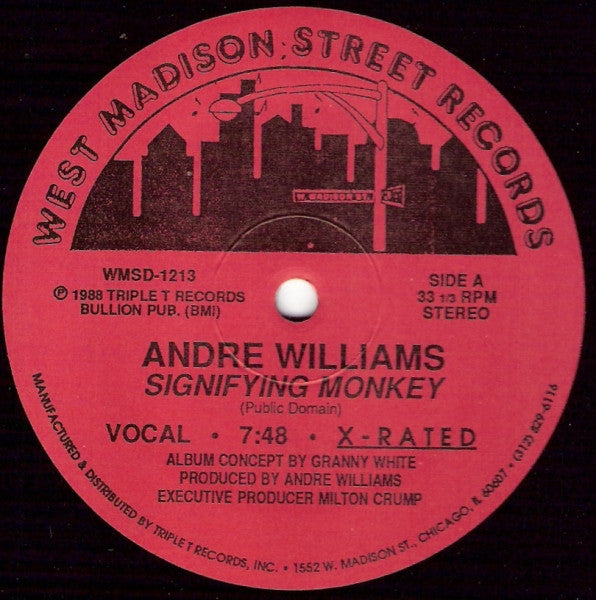 WEST MADISON STREET RECORDS
W. MADISON ST.
WMSD-1213
℗ 1988 TRIPLE T RECORDS
BULLION PUB. (BMI)
SIDE A
33 1/3 RPM
STEREO
ANDRE WILLIAMS
SIGNIFYING MONKEY
(Public Domain)
VOCAL • 7:48 • X-RATED
ALBUM CONCEPT BY GRANNY WHITE
PRODUCED BY ANDRE WILLIAMS
EXECUTIVE PRODUCER MILTON CRUMP
MANUFACTURED & DISTRIBUTED BY TRIPLE T RECORDS, INC. • 1552 W. MADISON ST., CHICAGO, IL 60607 • (312) 829-6116